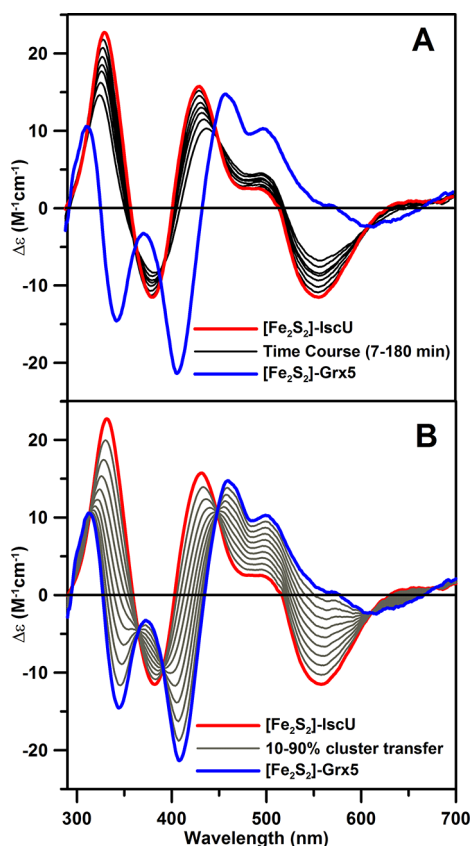 A
20
10
0
-10
-20
Δε (M⁻¹cm⁻¹)
[Fe₂S₂]-IscU
Time Course (7-180 min)
[Fe₂S₂]-Grx5
B
20
10
0
-10
-20
Δε (M⁻¹cm⁻¹)
[Fe₂S₂]-IscU
10-90% cluster transfer
[Fe₂S₂]-Grx5
300 400 500 600 700
Wavelength (nm)